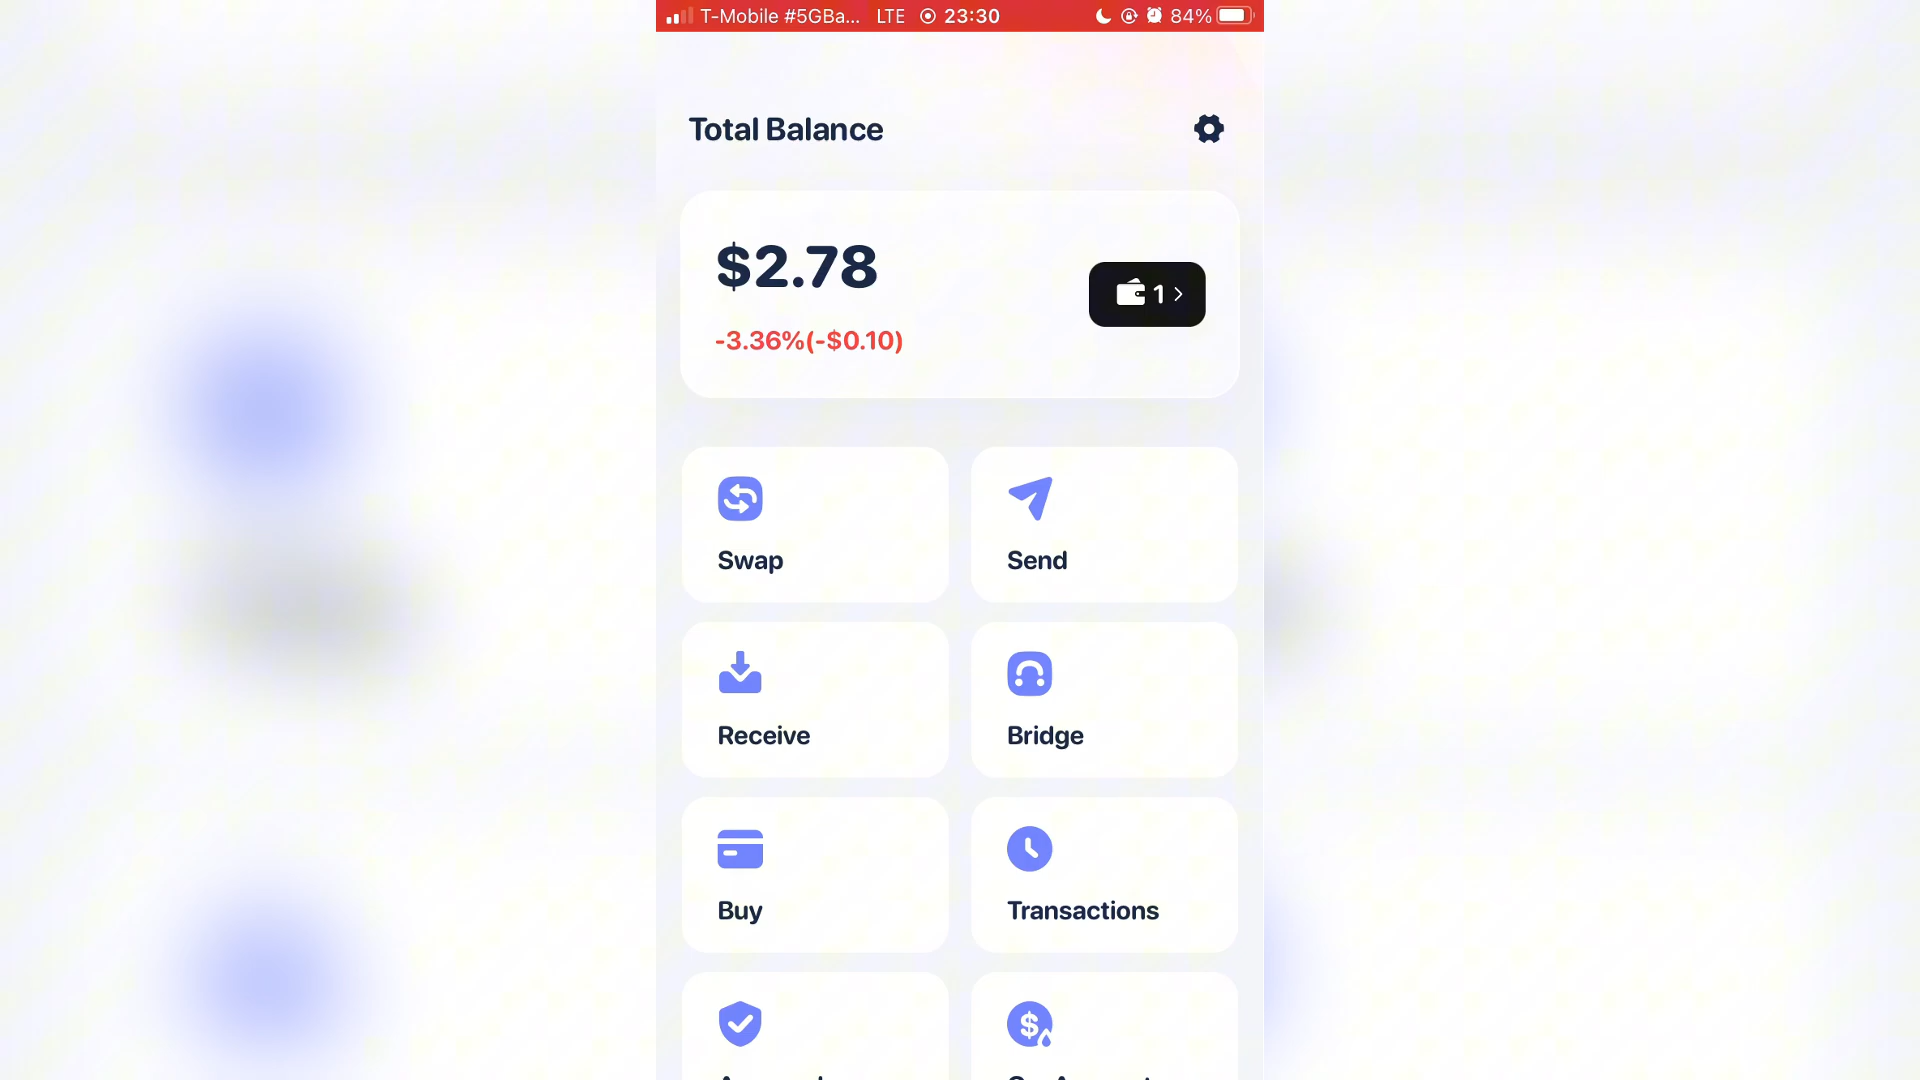 T-Mobile #5GBa... LTE 23:30 84%
Total Balance
$2.78
1
-3.36%(-$0.10)
Swap
Send
Receive
Bridge
Buy
Transactions